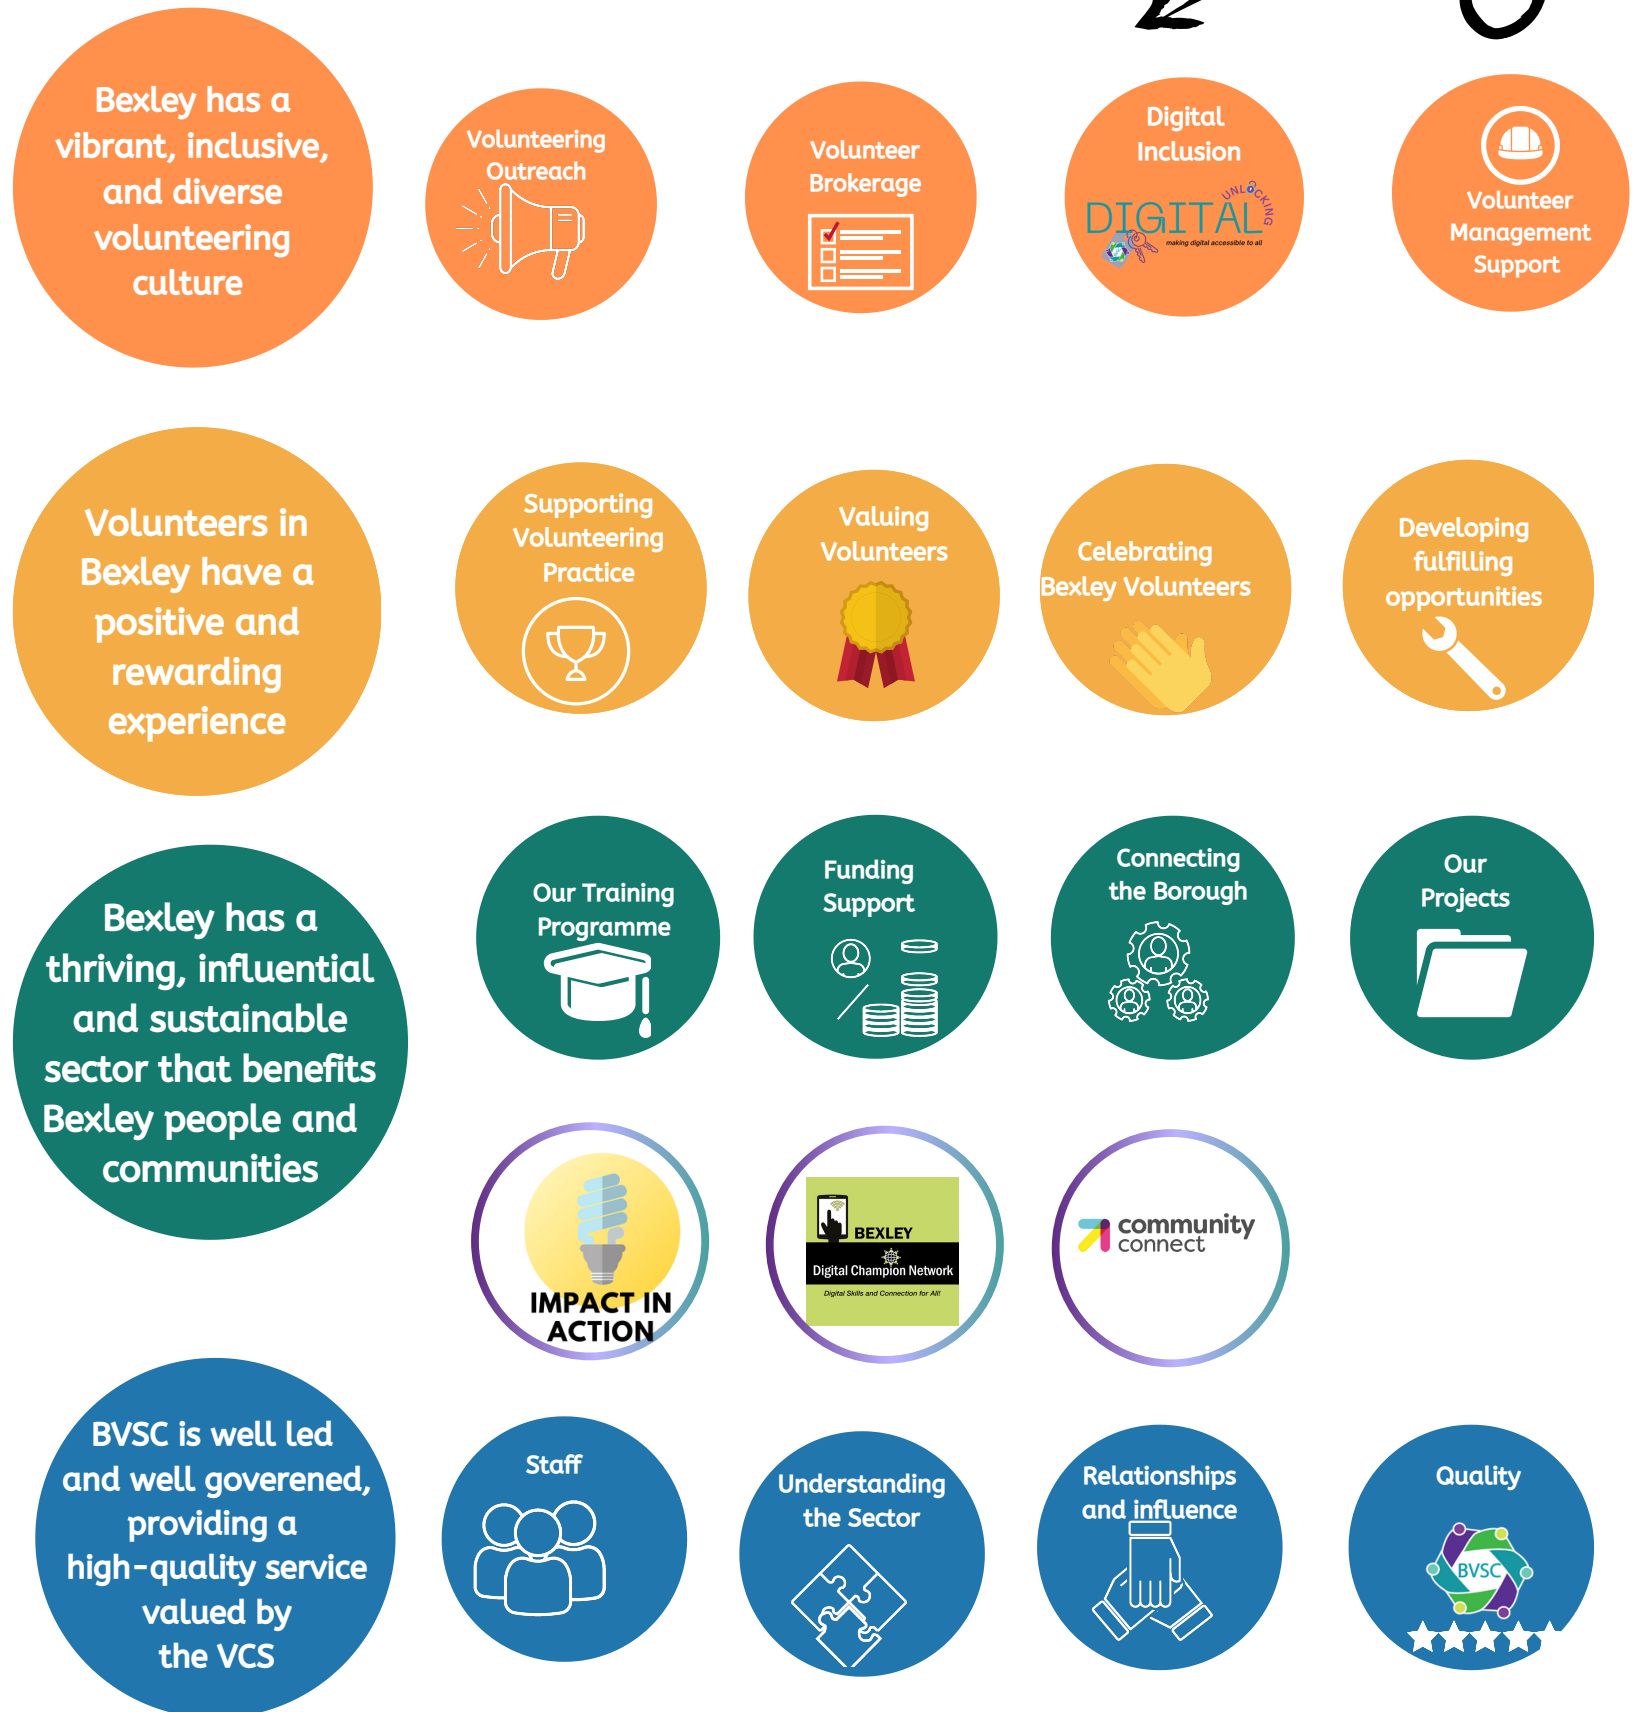 Bexley has a
vibrant, inclusive,
and diverse
volunteering
culture
Volunteering
Outreach
Volunteer
Brokerage
Digital
Inclusion
UNLOCKING
DIGITAL
making digital accessible to all
Volunteer
Management
Support
Volunteers in
Bexley have a
positive and
rewarding
experience
Supporting
Volunteering
Practice
Valuing
Volunteers
Celebrating
Bexley Volunteers
Developing
fulfilling
opportunities
Bexley has a
thriving, influential
and sustainable
sector that benefits
Bexley people and
communities
Our Training
Programme
Funding
Support
Connecting
the Borough
Our
Projects
IMPACT IN
ACTION
BEXLEY
Digital Champion Network
Digital Skills and Connection for All!
community
connect
BVSC is well led
and well goverened,
providing a
high-quality service
valued by
the VCS
Staff
Understanding
the Sector
Relationships
and influence
Quality
BVSC